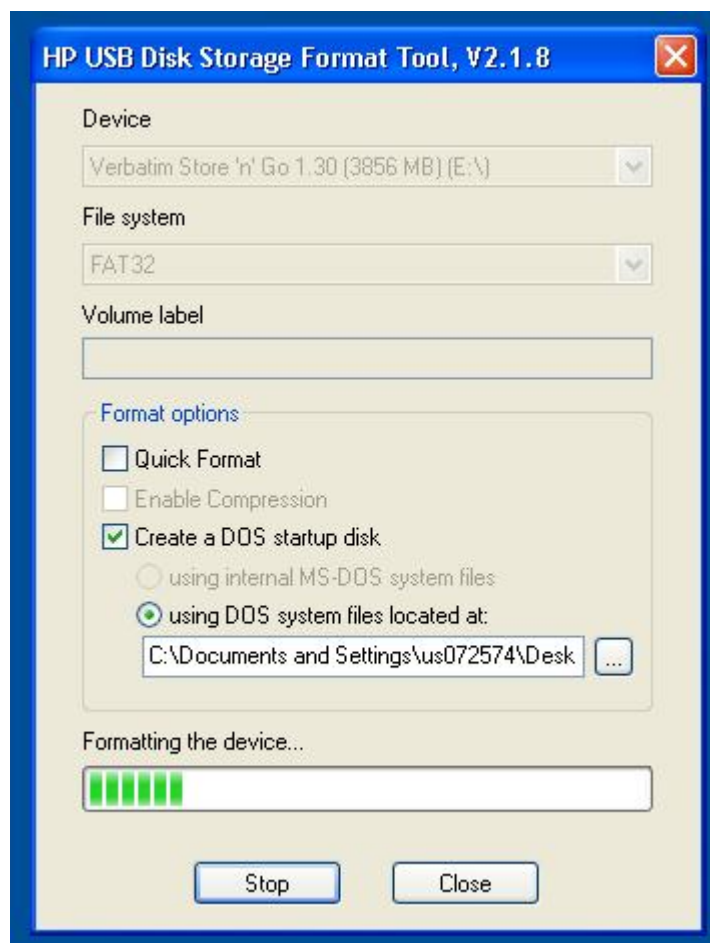 HP USB Disk Storage Format Tool, V2.1.8
Device
Verbatim Store 'n' Go 1.30 (3856 MB) (E:\)
File system
FAT32
Volume label
Format options
Quick Format
Enable Compression
Create a DOS startup disk
using internal MS-DOS system files
using DOS system files located at:
C:\Documents and Settings\us072574\Desk
...
Formatting the device...
Stop
Close